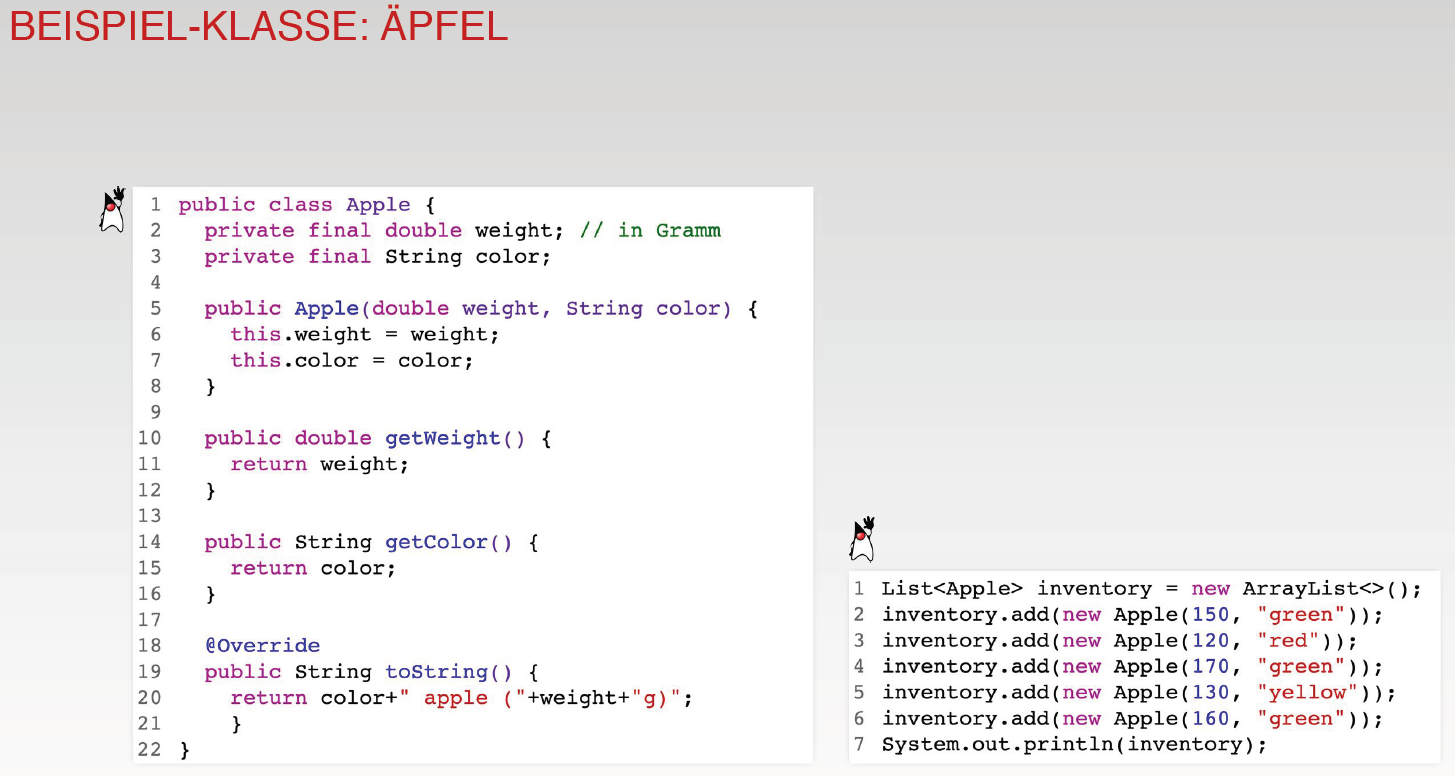 BEISPIEL-KLASSE: ÄPFEL
1 public class Apple {
2   private final double weight; // in Gramm
3   private final String color;
4
5   public Apple(double weight, String color) {
6     this.weight = weight;
7     this.color = color;
8   }
9
10   public double getWeight() {
11     return weight;
12   }
13
14   public String getColor() {
15     return color;
16   }
17
18   @Override
19   public String toString() {
20     return color+" apple ("+weight+"g)";
21     }
22 }
1 List<Apple> inventory = new ArrayList<>();
2 inventory.add(new Apple(150, "green"));
3 inventory.add(new Apple(120, "red"));
4 inventory.add(new Apple(170, "green"));
5 inventory.add(new Apple(130, "yellow"));
6 inventory.add(new Apple(160, "green"));
7 System.out.println(inventory);